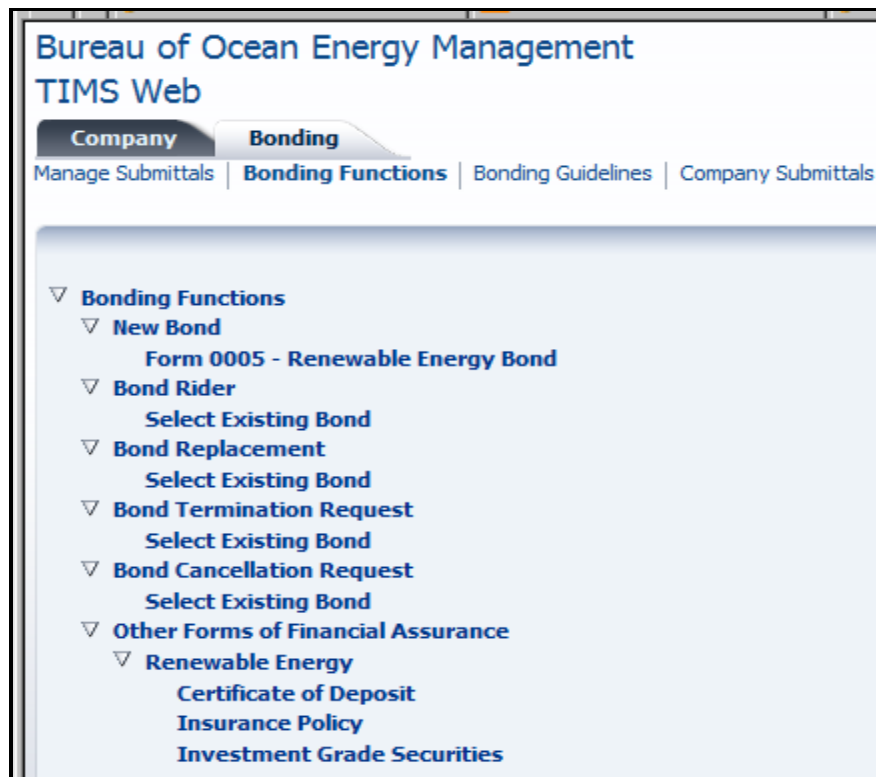 Bureau of Ocean Energy Management
TIMS Web
Company Bonding
Manage Submittals | Bonding Functions | Bonding Guidelines | Company Submittals
Bonding Functions
New Bond
Form 0005 - Renewable Energy Bond
Bond Rider
Select Existing Bond
Bond Replacement
Select Existing Bond
Bond Termination Request
Select Existing Bond
Bond Cancellation Request
Select Existing Bond
Other Forms of Financial Assurance
Renewable Energy
Certificate of Deposit
Insurance Policy
Investment Grade Securities